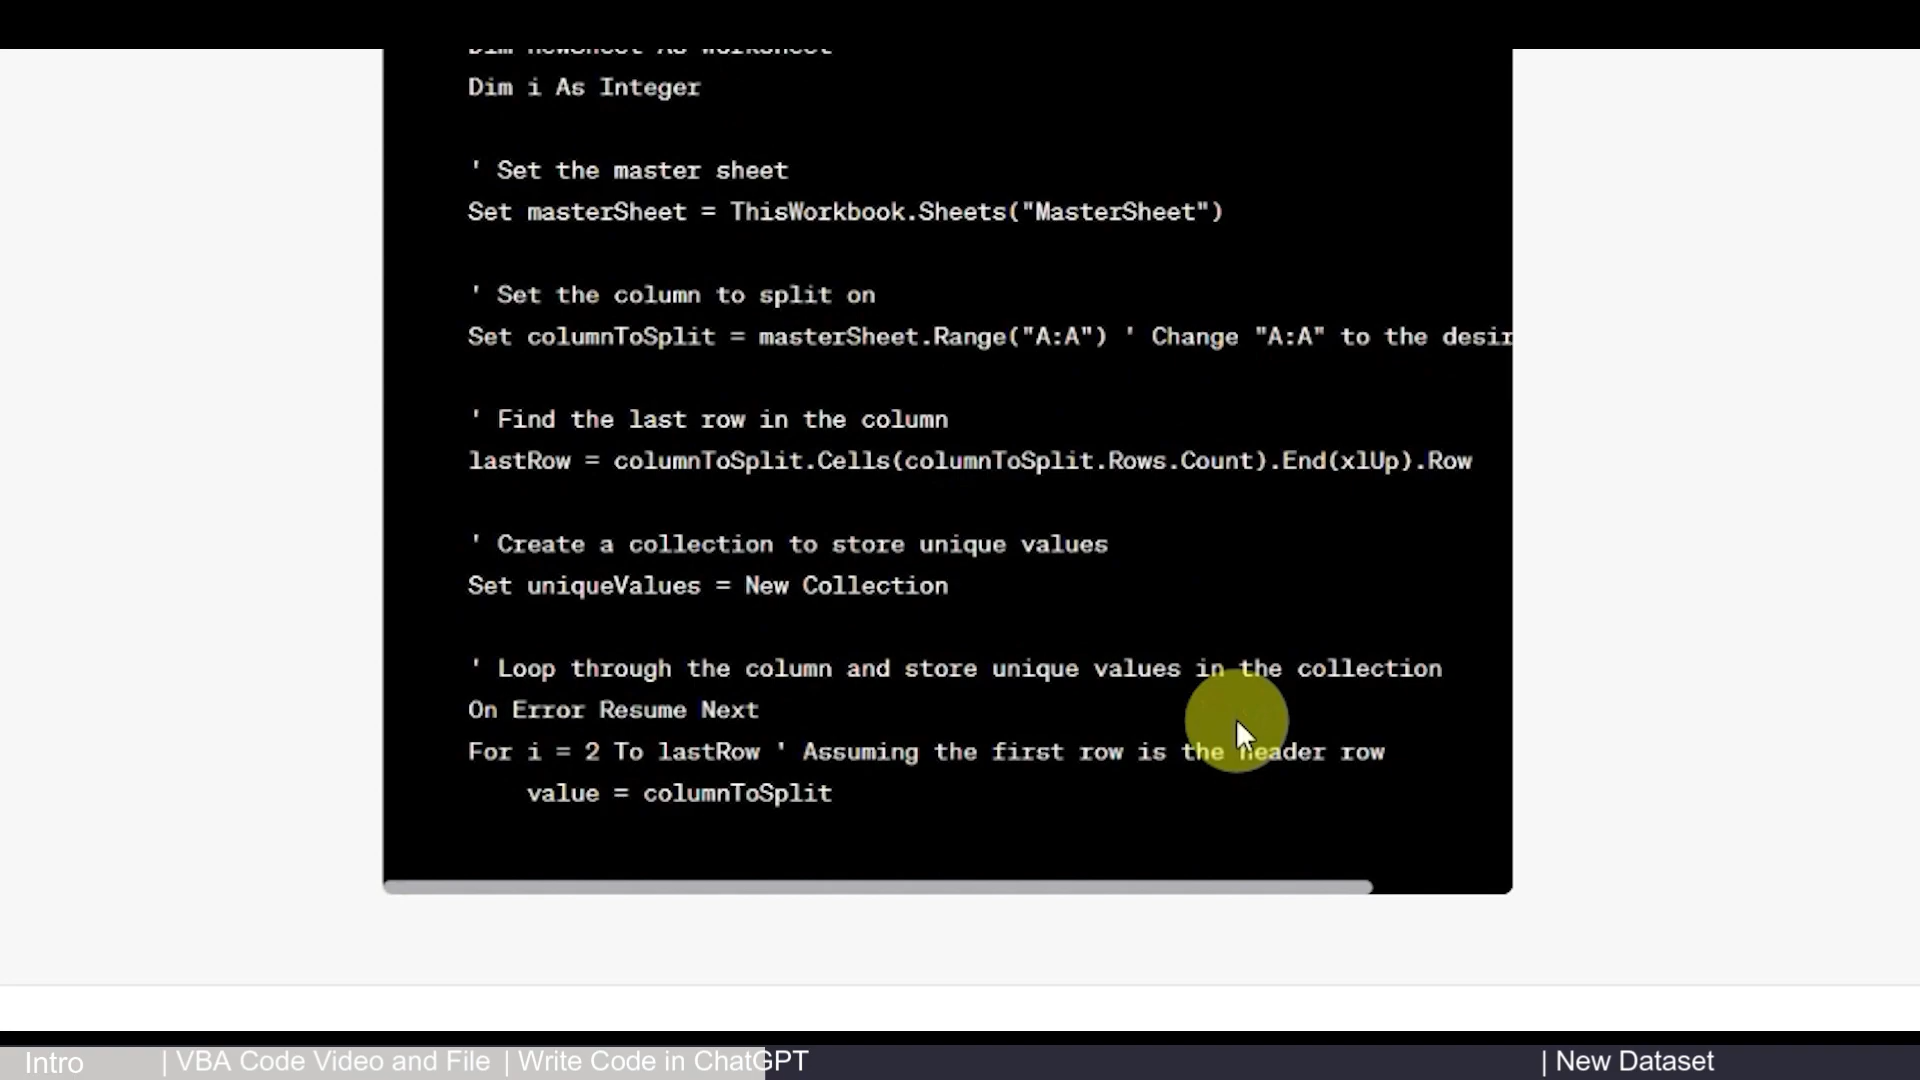 Dim newSheet As Worksheet
Dim i As Integer
' Set the master sheet
Set masterSheet = ThisWorkbook.Sheets("MasterSheet")
' Set the column to split on
Set columnToSplit = masterSheet.Range("A:A") ' Change "A:A" to the desir
' Find the last row in the column
lastRow = columnToSplit.Cells(columnToSplit.Rows.Count).End(xlUp).Row
' Create a collection to store unique values
Set uniqueValues = New Collection
' Loop through the column and store unique values in the collection
On Error Resume Next
For i = 2 To lastRow ' Assuming the first row is the header row
value = columnToSplit
Intro | VBA Code Video and File | Write Code in ChatGPT | New Dataset